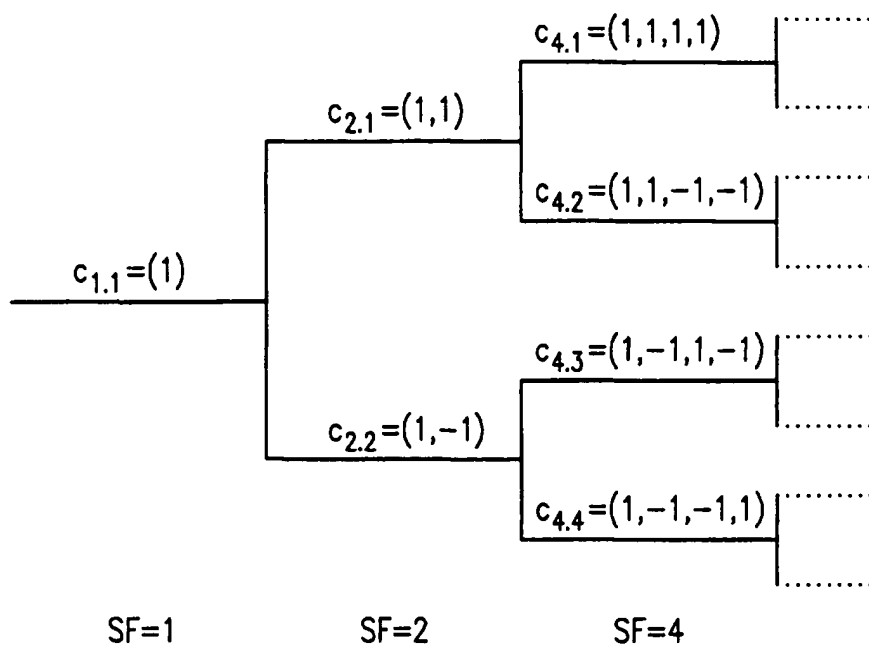 c4.1=(1,1,1,1)
c2.1=(1,1)
c4.2=(1,1,-1,-1)
c1.1=(1)
c4.3=(1,-1,1,-1)
c2.2=(1,-1)
c4.4=(1,-1,-1,1)
SF=1 SF=2 SF=4